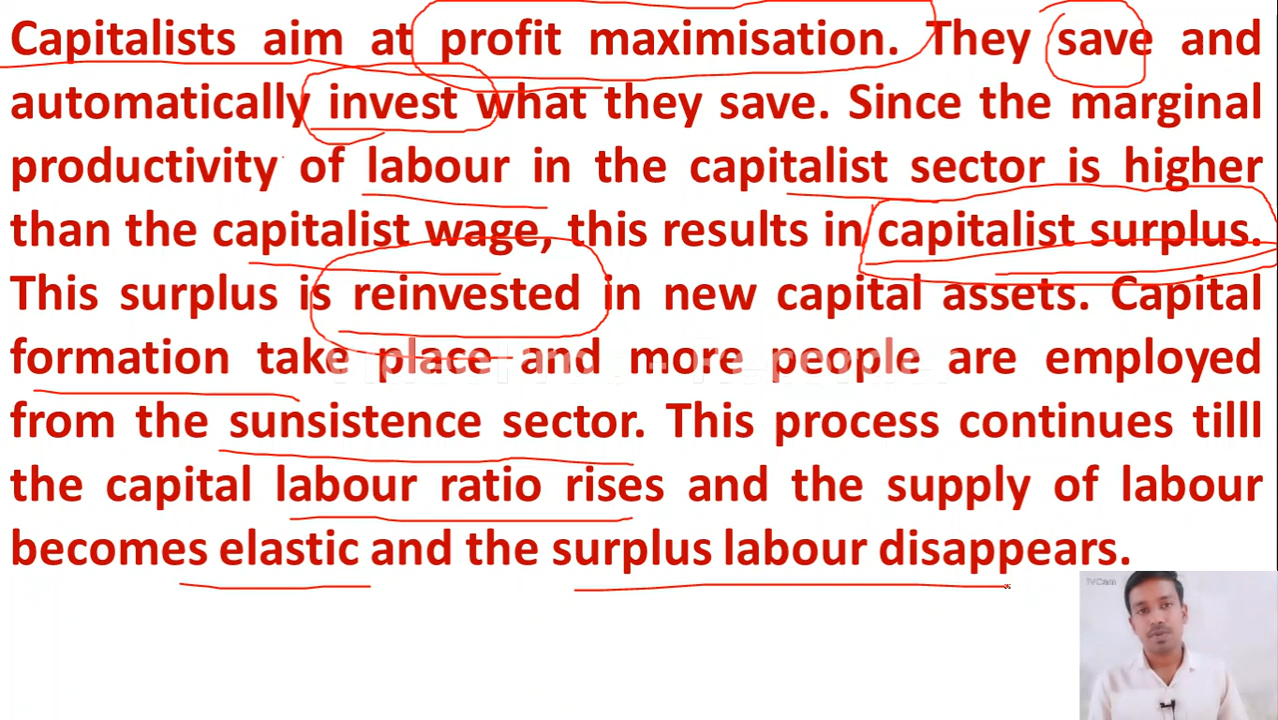 Capitalists aim at profit maximisation. They save and
automatically invest what they save. Since the marginal
productivity of labour in the capitalist sector is higher
than the capitalist wage, this results in capitalist surplus.
This surplus is reinvested in new capital assets. Capital
formation take place and more people are employed
from the sunsistence sector. This process continues tilll
the capital labour ratio rises and the supply of labour
becomes elastic and the surplus labour disappears.
iVCam